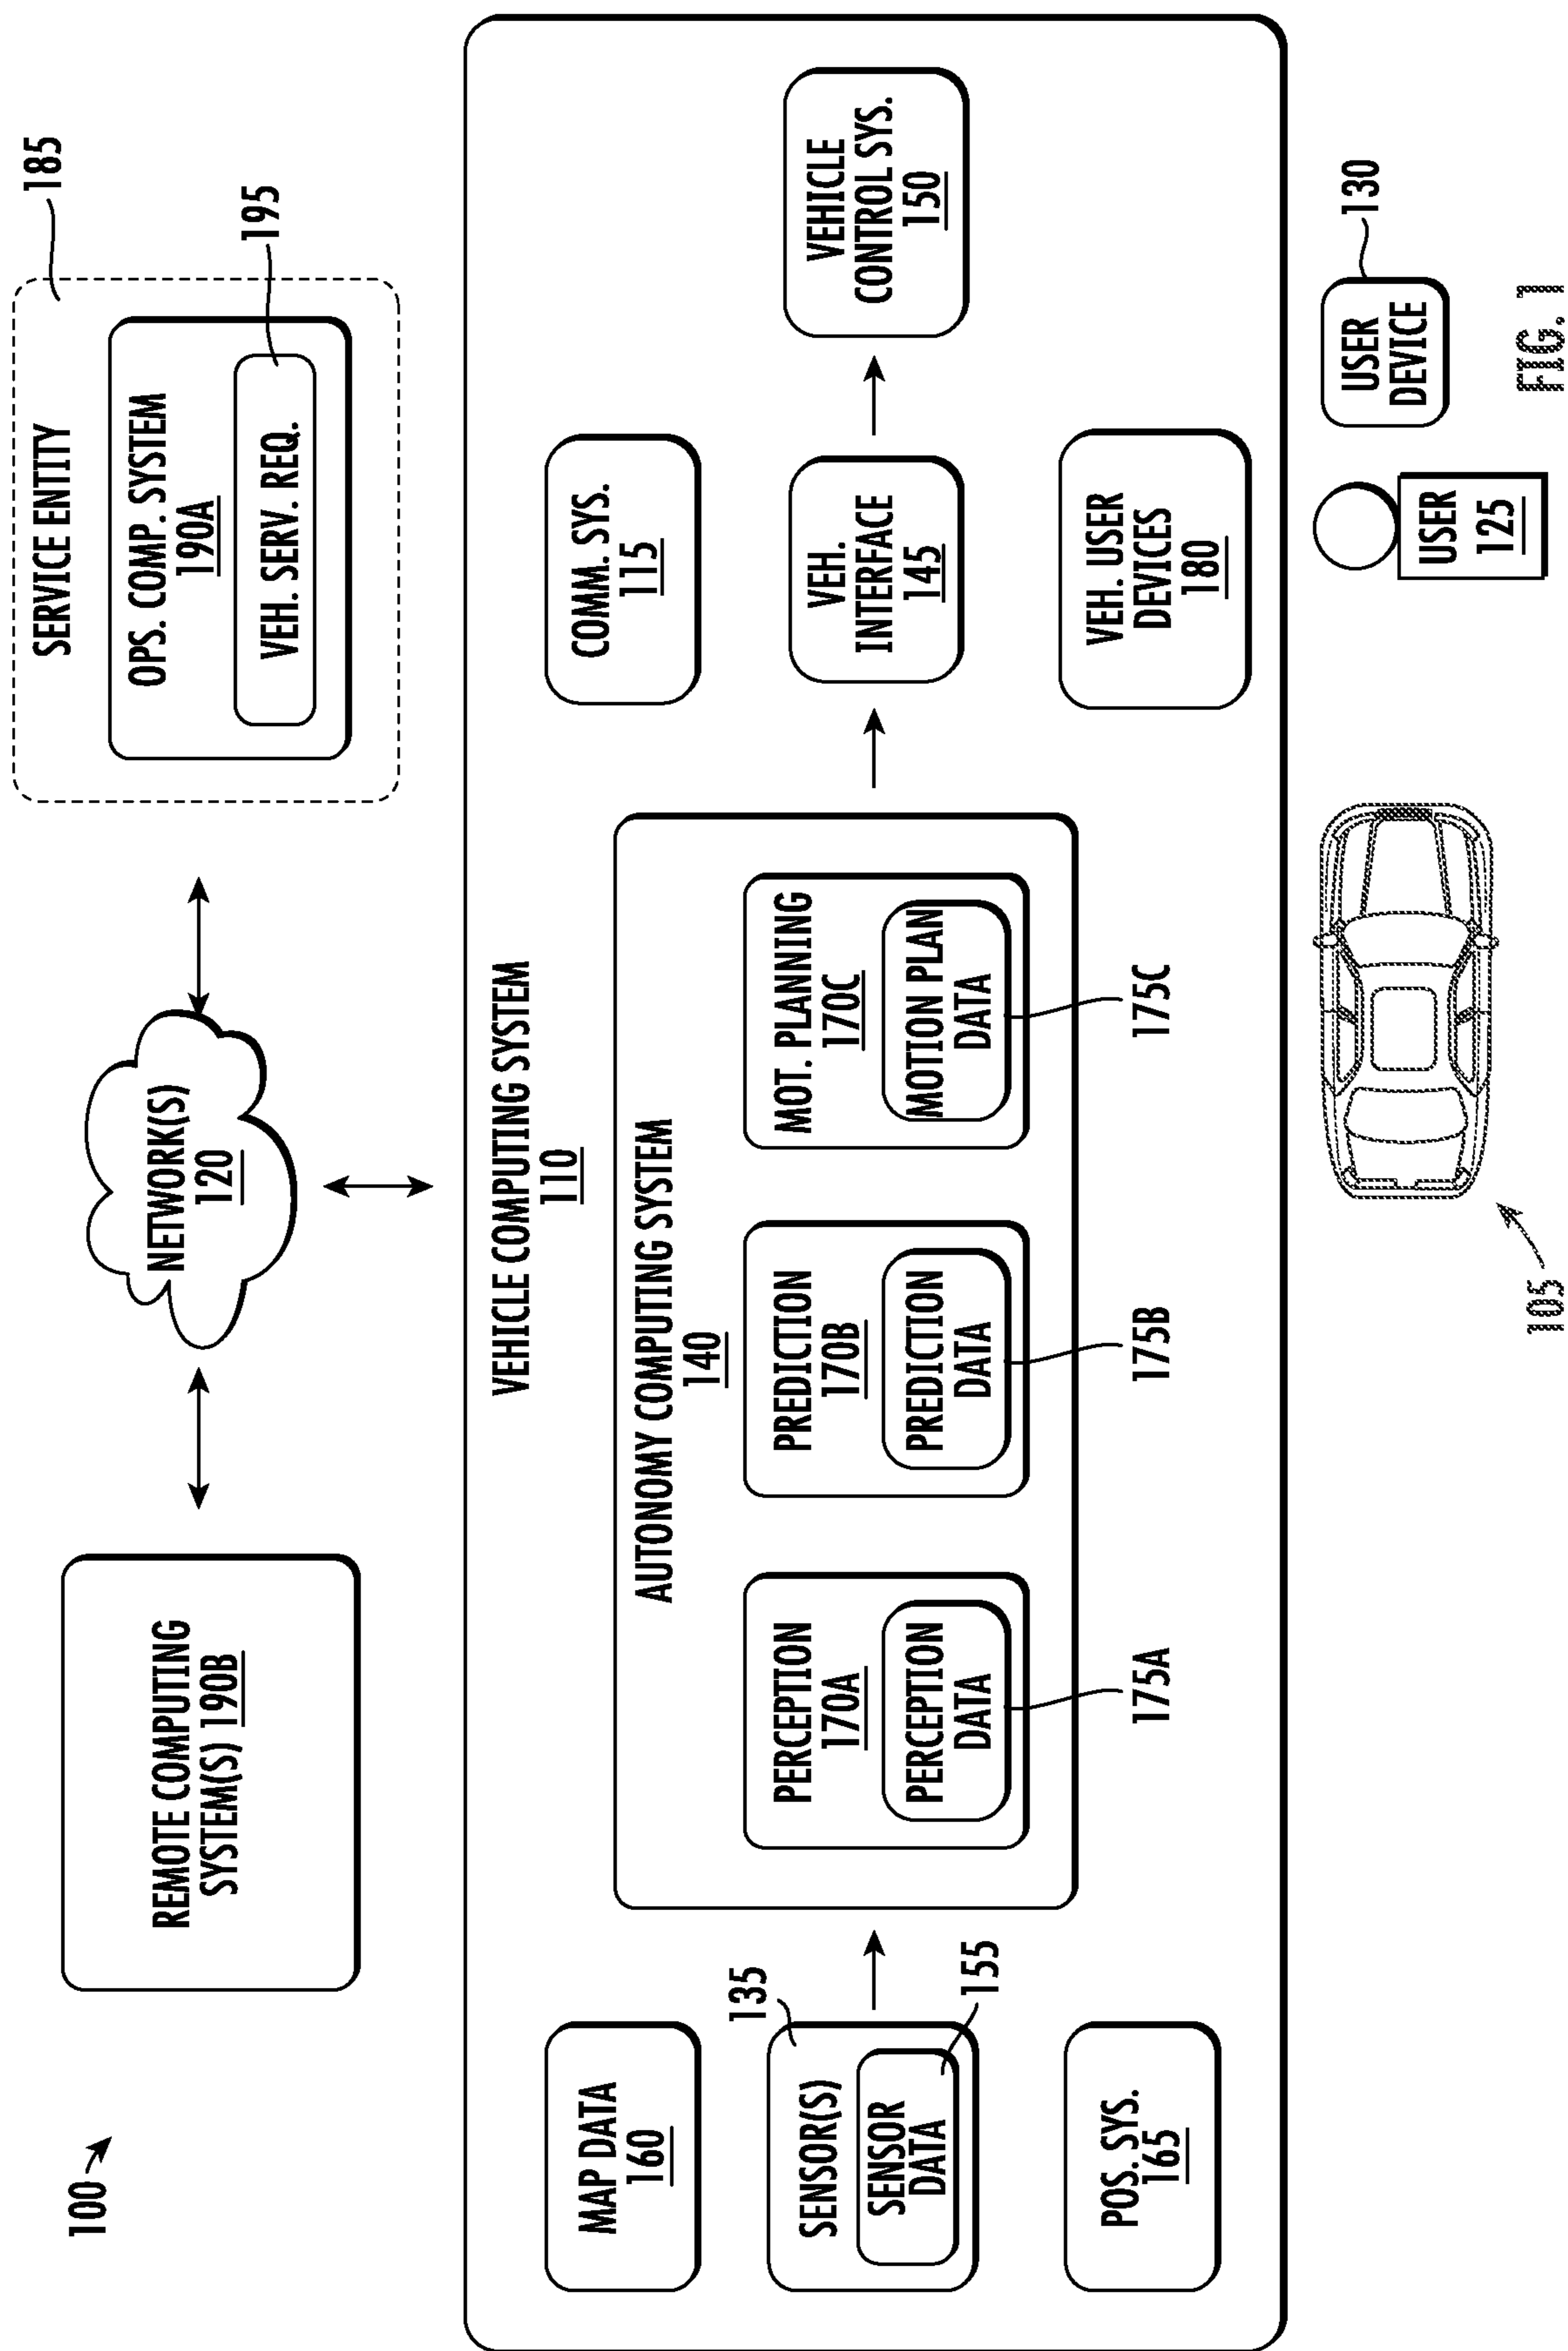 100
REMOTE COMPUTING
SYSTEM(S) 190B
NETWORK(S)
120
SERVICE ENTITY
185
OPS. COMP. SYSTEM
190A
VEH. SERV. REQ.
195
VEHICLE COMPUTING SYSTEM
110
MAP DATA
160
SENSOR(S)
135
SENSOR
DATA
155
POS. SYS.
165
AUTONOMY COMPUTING SYSTEM
140
PERCEPTION
170A
PERCEPTION
DATA
175A
PREDICTION
170B
PREDICTION
DATA
175B
MOT. PLANNING
170C
MOTION PLAN
DATA
175C
COMM. SYS.
115
VEH.
INTERFACE
145
VEH. USER
DEVICES
180
VEHICLE
CONTROL SYS.
150
105
USER
125
USER
DEVICE
130
FIG. 1